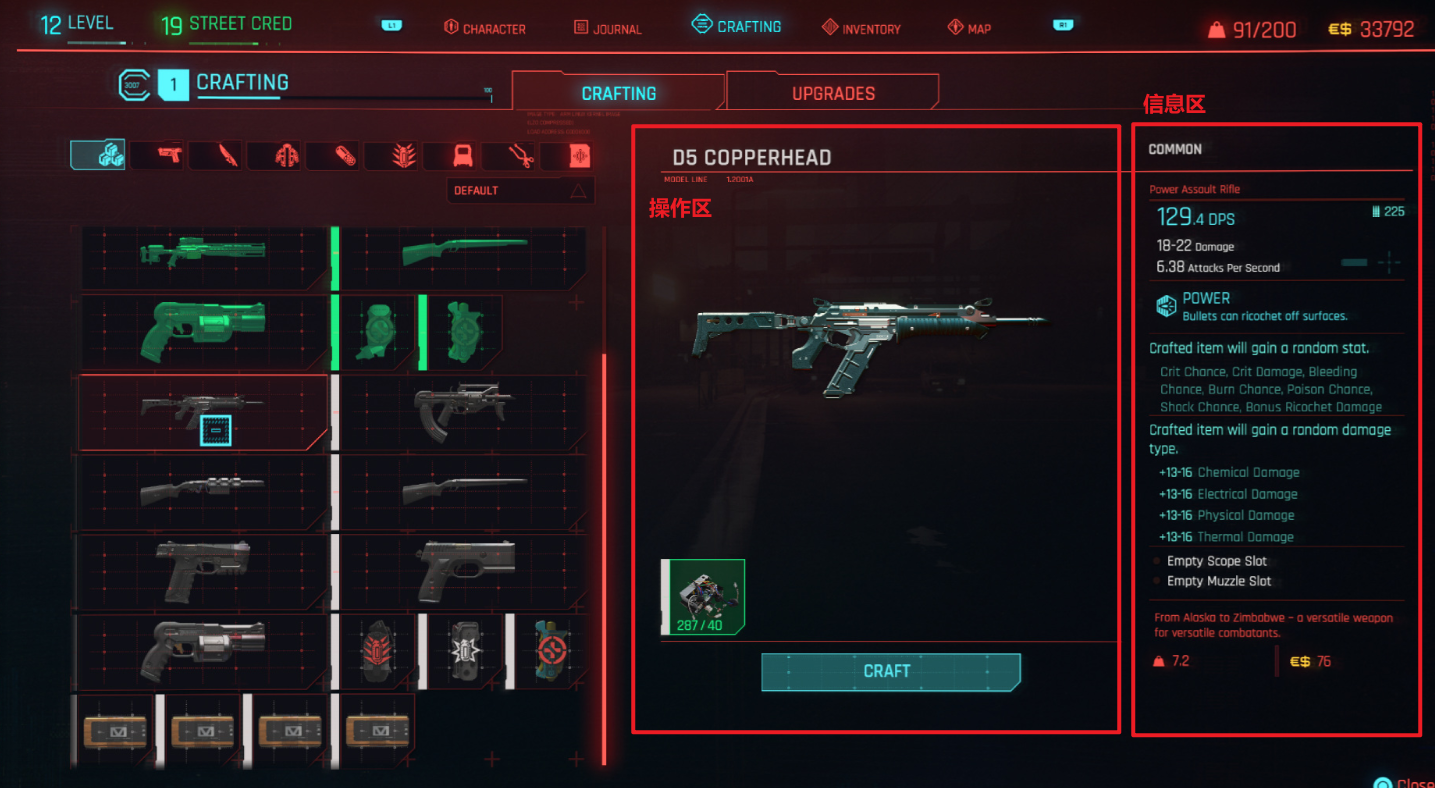 12 LEVEL
19 STREET CRED
L1
CHARACTER
JOURNAL
CRAFTING
INVENTORY
MAP
R1
91/200
€$ 33792
1 CRAFTING
100
CRAFTING
UPGRADES
信息区
DEFAULT
D5 COPPERHEAD
MODEL LINE 1.2001A
操作区
287/40
CRAFT
COMMON
Power Assault Rifle
129.4 DPS
225
18-22 Damage
6.38 Attacks Per Second
POWER
Bullets can ricochet off surfaces.
Crafted item will gain a random stat.
Crit Chance, Crit Damage, Bleeding
Chance, Burn Chance, Poison Chance,
Shock Chance, Bonus Ricochet Damage
Crafted item will gain a random damage
type.
+13-16 Chemical Damage
+13-16 Electrical Damage
+13-16 Physical Damage
+13-16 Thermal Damage
Empty Scope Slot
Empty Muzzle Slot
From Alaska to Zimbabwe – a versatile weapon
for versatile combatants.
7.2
€$ 76
Close